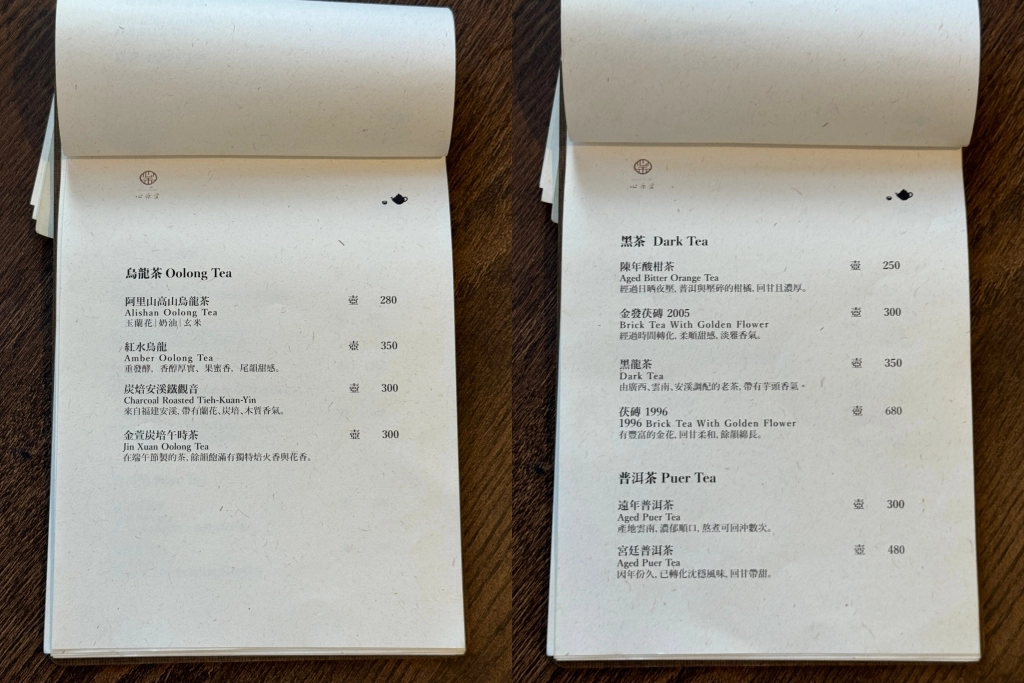 心茶堂
烏龍茶 Oolong Tea
阿里山高山烏龍茶 壺 280
Alishan Oolong Tea
玉蘭花|奶油|玄米
紅水烏龍 壺 350
Amber Oolong Tea
重發酵、香醇厚實、果蜜香、尾韻甜感。
炭焙安溪鐵觀音 壺 300
Charcoal Roasted Tieh-Kuan-Yin
來自福建安溪,帶有蘭花、炭焙、木質香氣。
金萱炭培午時茶 壺 300
Jin Xuan Oolong Tea
在端午節製的茶,餘韻飽滿有獨特焙火香與花香。
黑茶 Dark Tea
陳年酸柑茶 壺 250
Aged Bitter Orange Tea
經過日晒夜壓,普洱與壓碎的柑橘,回甘且濃厚。
金發茯磚 2005 壺 300
Brick Tea With Golden Flower
經過時間轉化,柔順甜感,淡雅香氣。
黑龍茶 壺 350
Dark Tea
由廣西、雲南、安溪調配的老茶,帶有芋頭香氣。
茯磚 1996 壺 680
1996 Brick Tea With Golden Flower
有豐富的金花,回甘柔和,餘韻綿長。
普洱茶 Puer Tea
遠年普洱茶 壺 300
Aged Puer Tea
產地雲南,濃郁順口,熬煮可回沖數次。
宮廷普洱茶 壺 480
Aged Puer Tea
因年份久,已轉化沈穩風味,回甘帶甜。